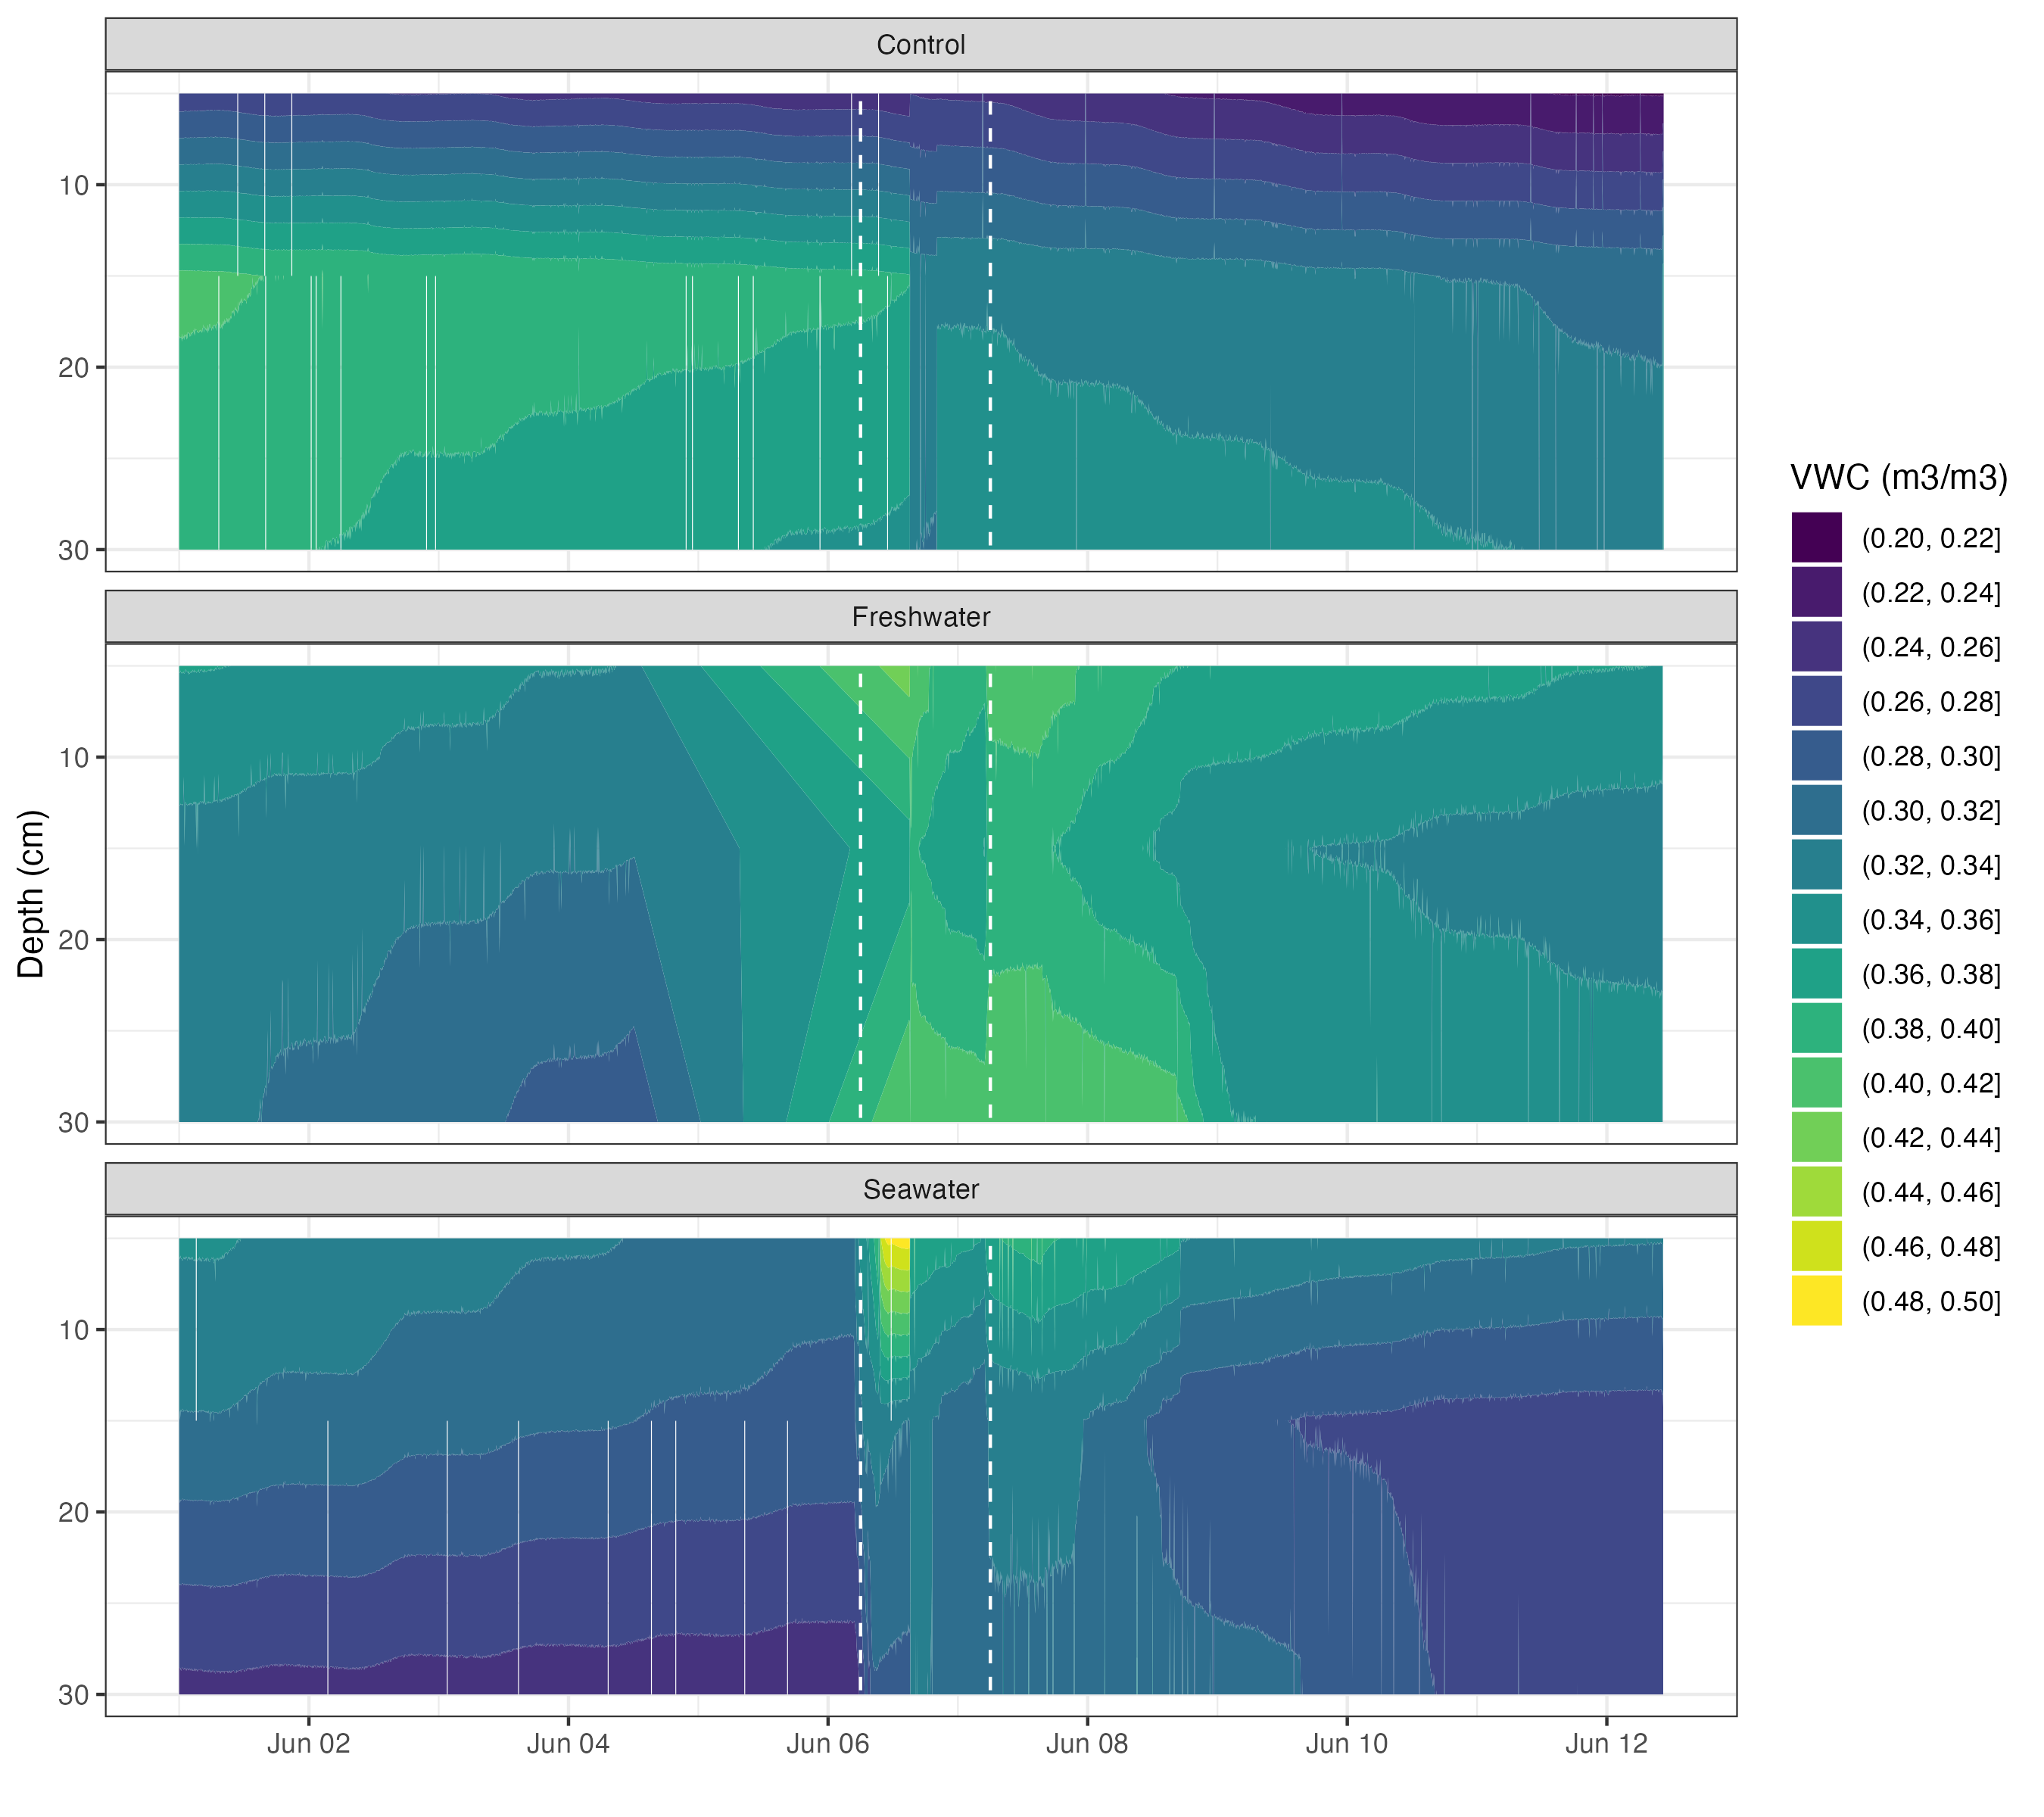 Control
10
20
30
Freshwater
10
20
30
Seawater
10
20
30
Depth (cm)
Jun 02
Jun 04
Jun 06
Jun 08
Jun 10
Jun 12
VWC (m3/m3)
(0.20, 0.22]
(0.22, 0.24]
(0.24, 0.26]
(0.26, 0.28]
(0.28, 0.30]
(0.30, 0.32]
(0.32, 0.34]
(0.34, 0.36]
(0.36, 0.38]
(0.38, 0.40]
(0.40, 0.42]
(0.42, 0.44]
(0.44, 0.46]
(0.46, 0.48]
(0.48, 0.50]